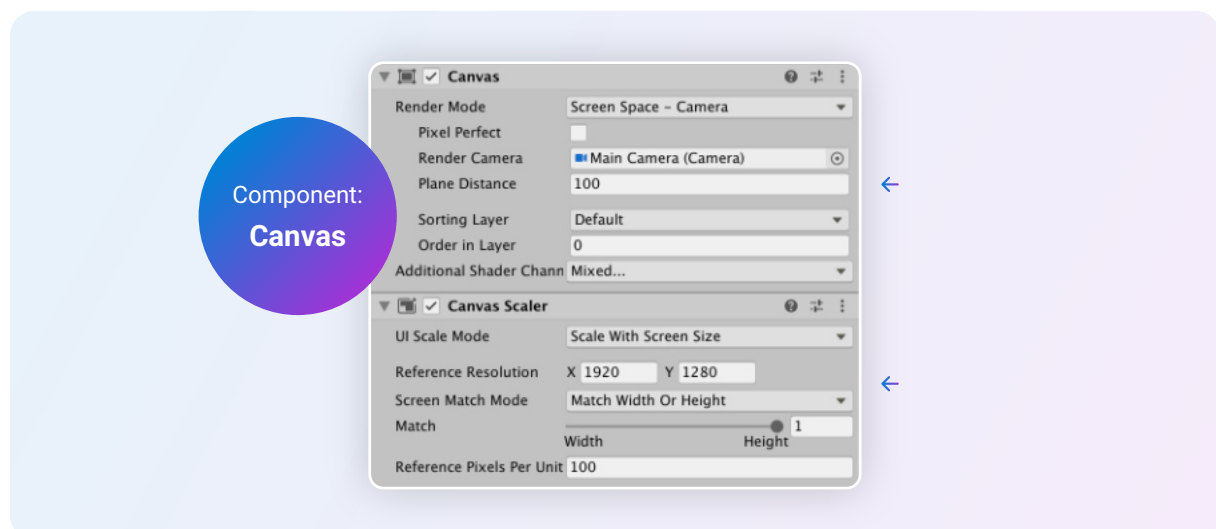 Component:
Canvas
Canvas
Render Mode Screen Space - Camera
Pixel Perfect
Render Camera Main Camera (Camera)
Plane Distance 100
Sorting Layer Default
Order in Layer 0
Additional Shader Chann Mixed...
Canvas Scaler
UI Scale Mode Scale With Screen Size
Reference Resolution X 1920 Y 1280
Screen Match Mode Match Width Or Height
Match 1
Width Height
Reference Pixels Per Unit 100